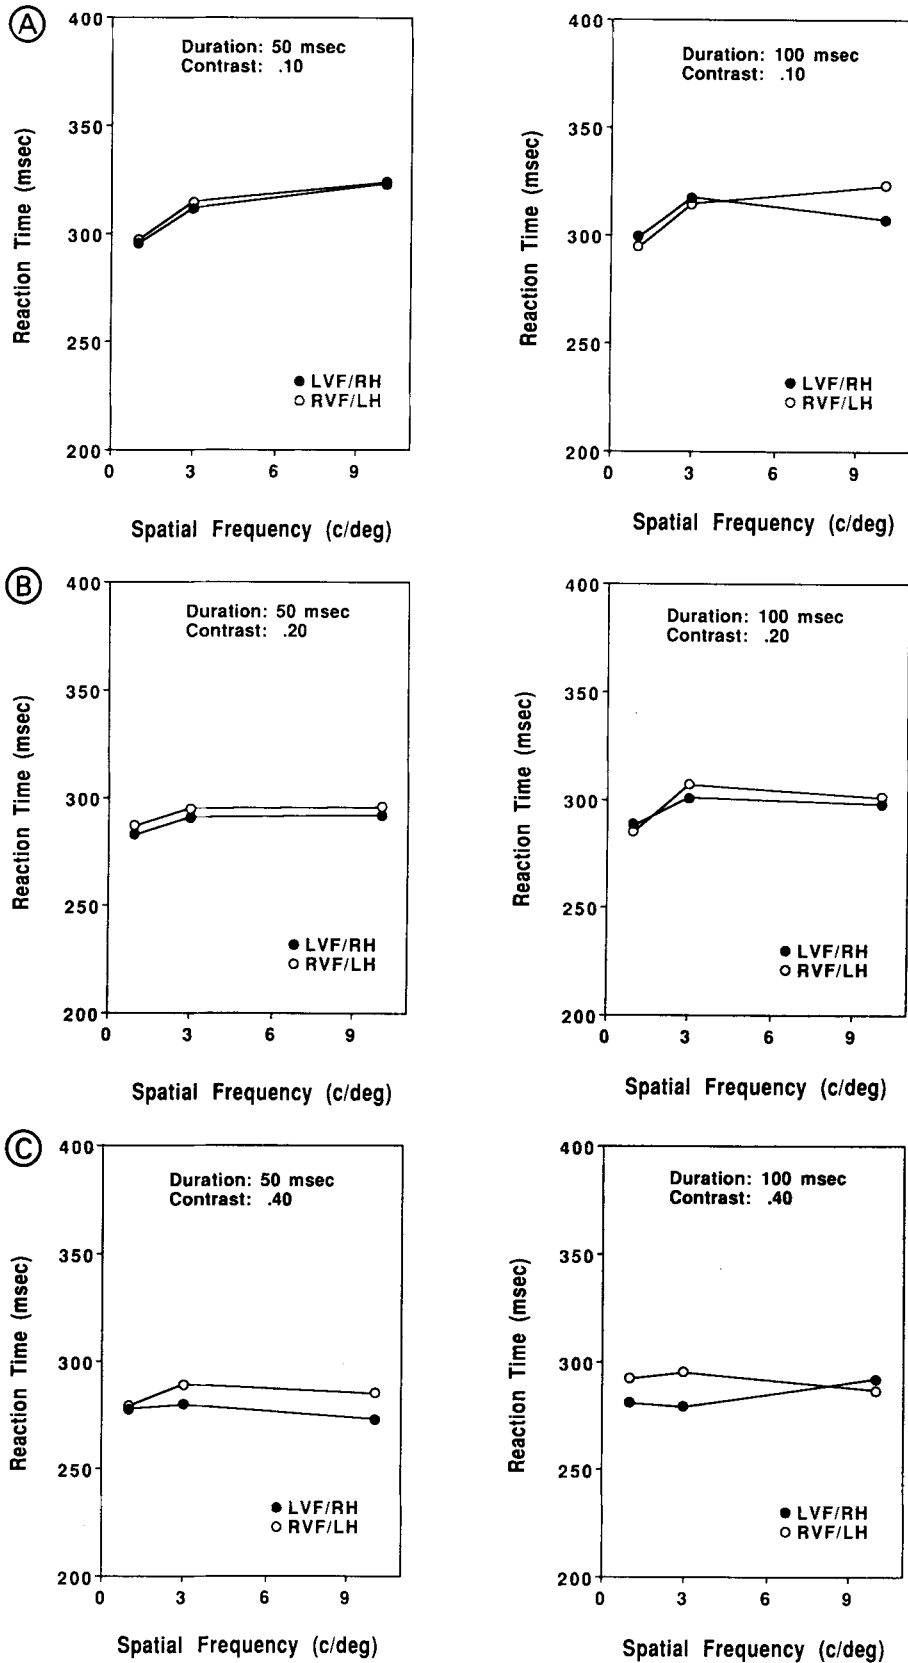 A
400
350
300
250
200
Reaction Time (msec)
Duration: 50 msec
Contrast: .10
LVF/RH
RVF/LH
0 3 6 9
Spatial Frequency (c/deg)
400
350
300
250
200
Reaction Time (msec)
Duration: 100 msec
Contrast: .10
LVF/RH
RVF/LH
0 3 6 9
Spatial Frequency (c/deg)
B
400
350
300
250
200
Reaction Time (msec)
Duration: 50 msec
Contrast: .20
LVF/RH
RVF/LH
0 3 6 9
Spatial Frequency (c/deg)
400
350
300
250
200
Reaction Time (msec)
Duration: 100 msec
Contrast: .20
LVF/RH
RVF/LH
0 3 6 9
Spatial Frequency (c/deg)
C
400
350
300
250
200
Reaction Time (msec)
Duration: 50 msec
Contrast: .40
LVF/RH
RVF/LH
0 3 6 9
Spatial Frequency (c/deg)
400
350
300
250
200
Reaction Time (msec)
Duration: 100 msec
Contrast: .40
LVF/RH
RVF/LH
0 3 6 9
Spatial Frequency (c/deg)